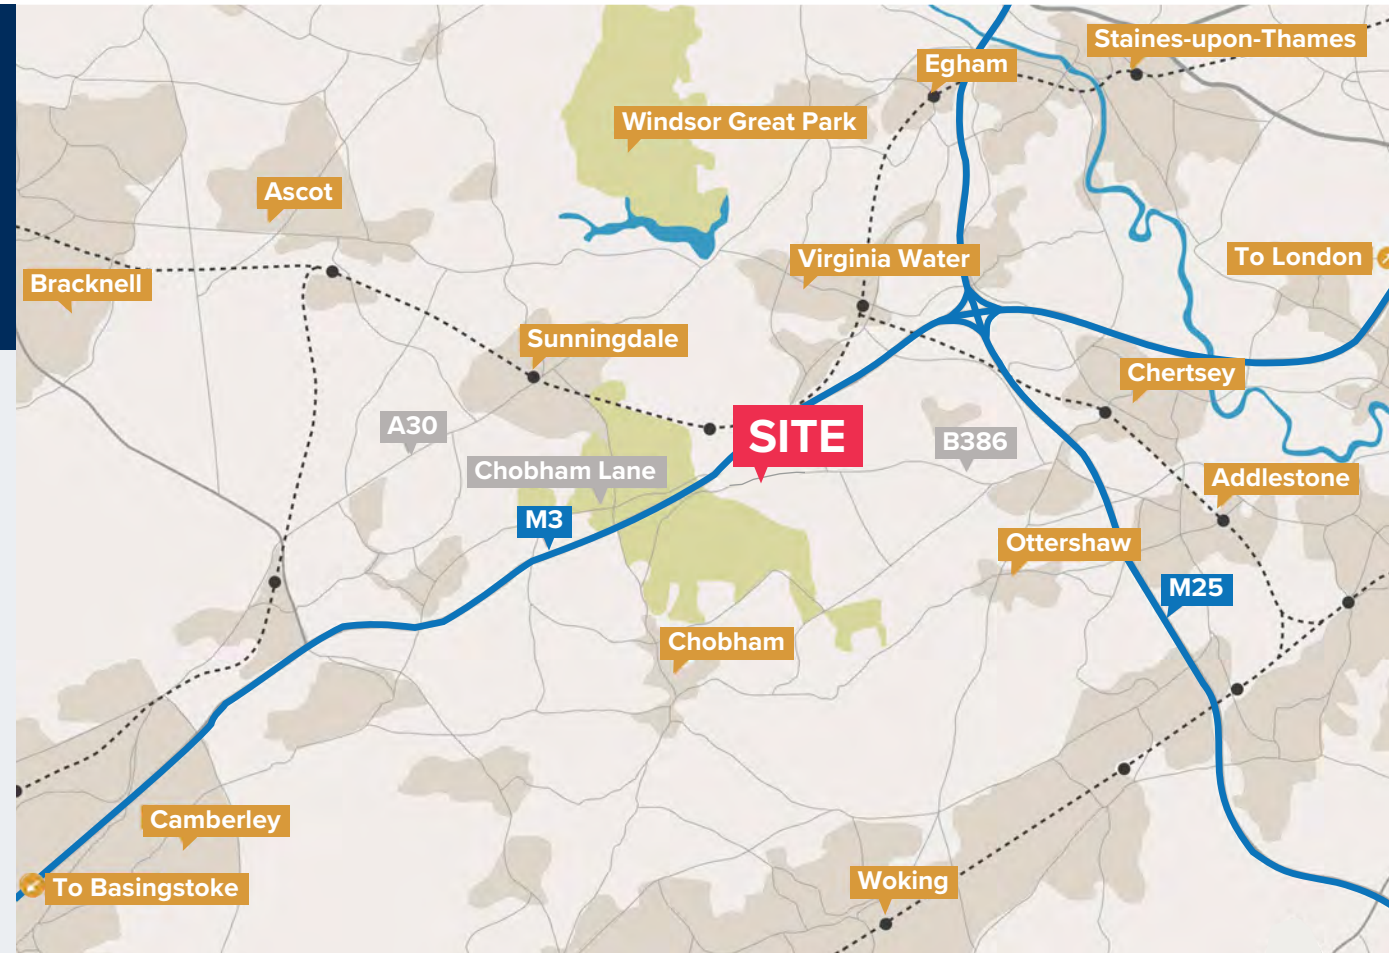 Staines-upon-Thames
Egham
Windsor Great Park
Ascot
Virginia Water
To London
Bracknell
Sunningdale
Chertsey
A30
SITE
B386
Chobham Lane
Addlestone
M3
Ottershaw
M25
Chobham
Camberley
Woking
To Basingstoke